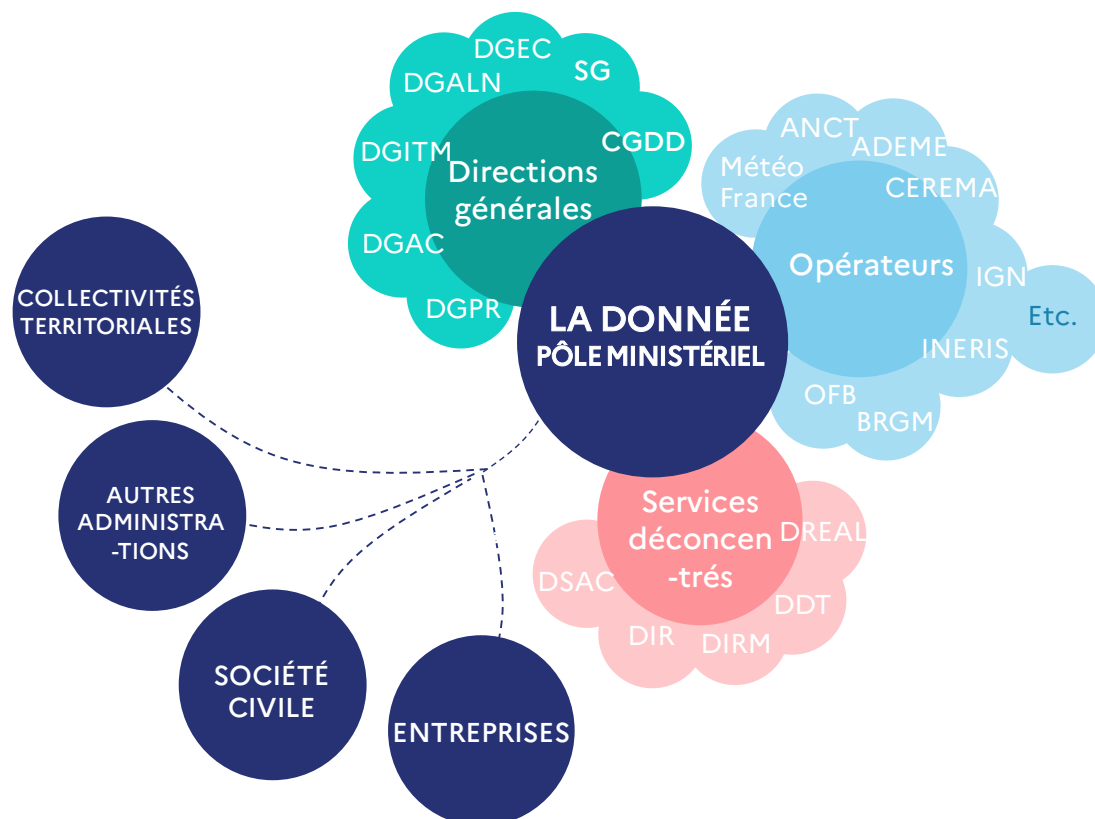 DGEC
SG
DGALN
CGDD
DGITM
Directions
générales
DGAC
DGPR
ANCT
ADEME
Météo
France
CEREMA
Opérateurs
IGN
Etc.
INERIS
OFB
BRGM
LA DONNÉE
PÔLE MINISTÉRIEL
COLLECTIVITÉS
TERRITORIALES
AUTRES
ADMINISTRA
-TIONS
SOCIÉTÉ
CIVILE
ENTREPRISES
Services
déconcen
-trés
DREAL
DSAC
DDT
DIR
DIRM